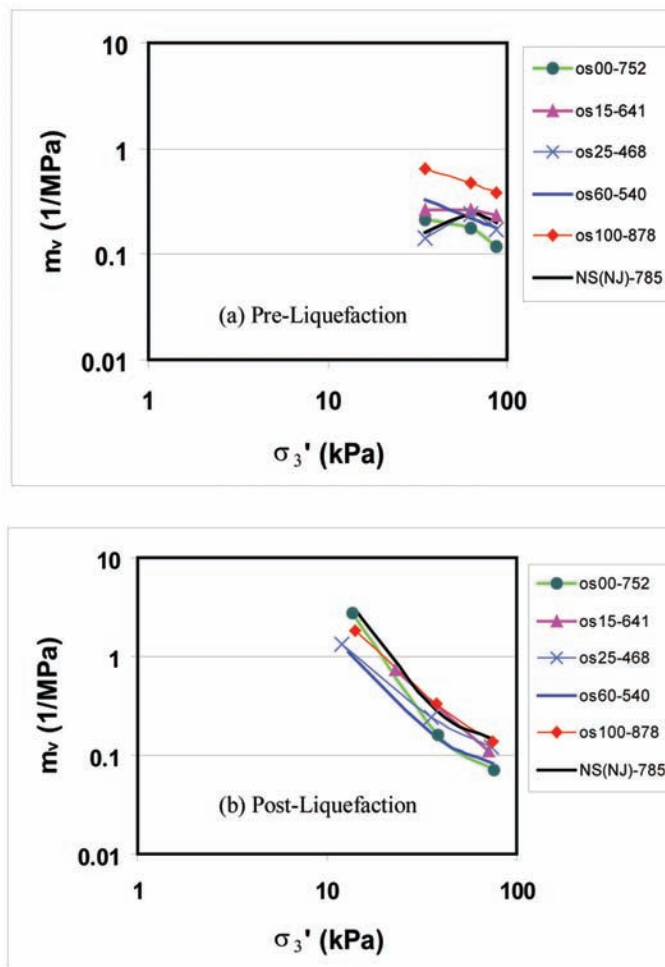 10
1
0.1
0.01
mᵥ (1/MPa)
(a) Pre-Liquefaction
1 10 100
σ₃' (kPa)
os00-752
os15-641
os25-468
os60-540
os100-878
NS(NJ)-785
10
1
0.1
0.01
mᵥ (1/MPa)
(b) Post-Liquefaction
1 10 100
σ₃' (kPa)
os00-752
os15-641
os25-468
os60-540
os100-878
NS(NJ)-785